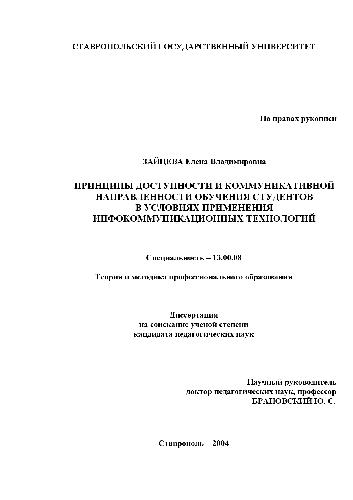 СТАВРОПОЛЬСКИЙ ГОСУДАРСТВЕННЫЙ УНИВЕРСИТЕТ
По правах рукописи
ЗАЙЦЕВА Елена Владимировна
ПРИНЦИПЫ ДОСТУПНОСТИ И КОММУНИКАТИВНОЙ
НАПРАВЛЕННОСТИ ОБУЧЕНИЯ СТУДЕНТОВ
В УСЛОВИЯХ ПРИМЕНЕНИЯ
ИНФОКОММУНИКАЦИОННЫХ ТЕХНОЛОГИЙ
Специальность – 13.00.08
Теория и методика профессионального образования
Диссертация
на соискание ученой степени
кандидата педагогических наук
Научный руководитель
доктор педагогических наук, профессор
БРАНОВСКИЙ Ю. С.
Ставрополь – 2004